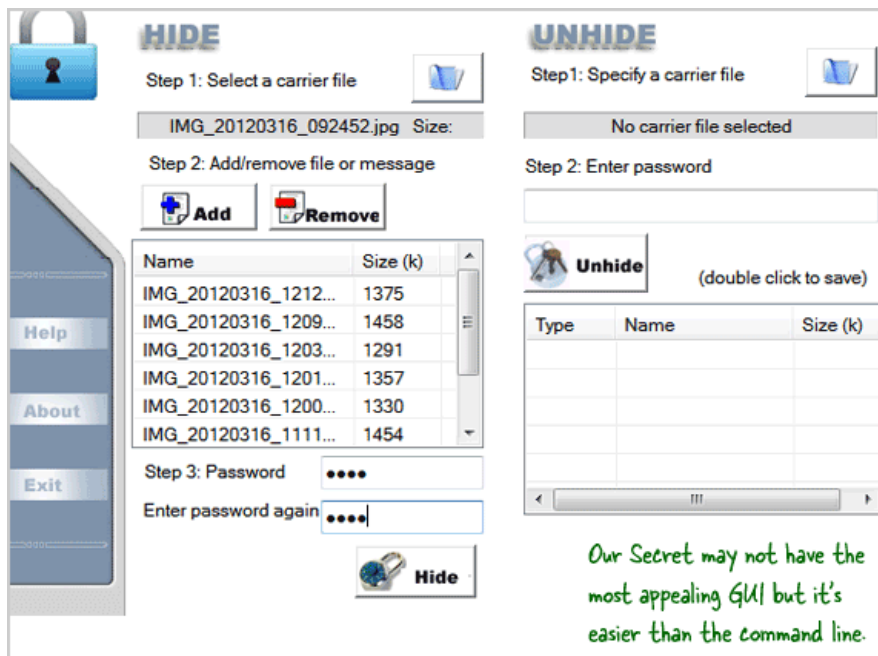 HIDE
Step 1: Select a carrier file
IMG_20120316_092452.jpg Size:
Step 2: Add/remove file or message
Add Remove
Name Size (k)
IMG_20120316_1212... 1375
IMG_20120316_1209... 1458
IMG_20120316_1203... 1291
IMG_20120316_1201... 1357
IMG_20120316_1200... 1330
IMG_20120316_1111... 1454
Step 3: Password ••••
Enter password again ••••
Hide
UNHIDE
Step1: Specify a carrier file
No carrier file selected
Step 2: Enter password
Unhide (double click to save)
Type Name Size (k)
Help
About
Exit
Our Secret may not have the
most appealing GUI but it's
easier than the command line.